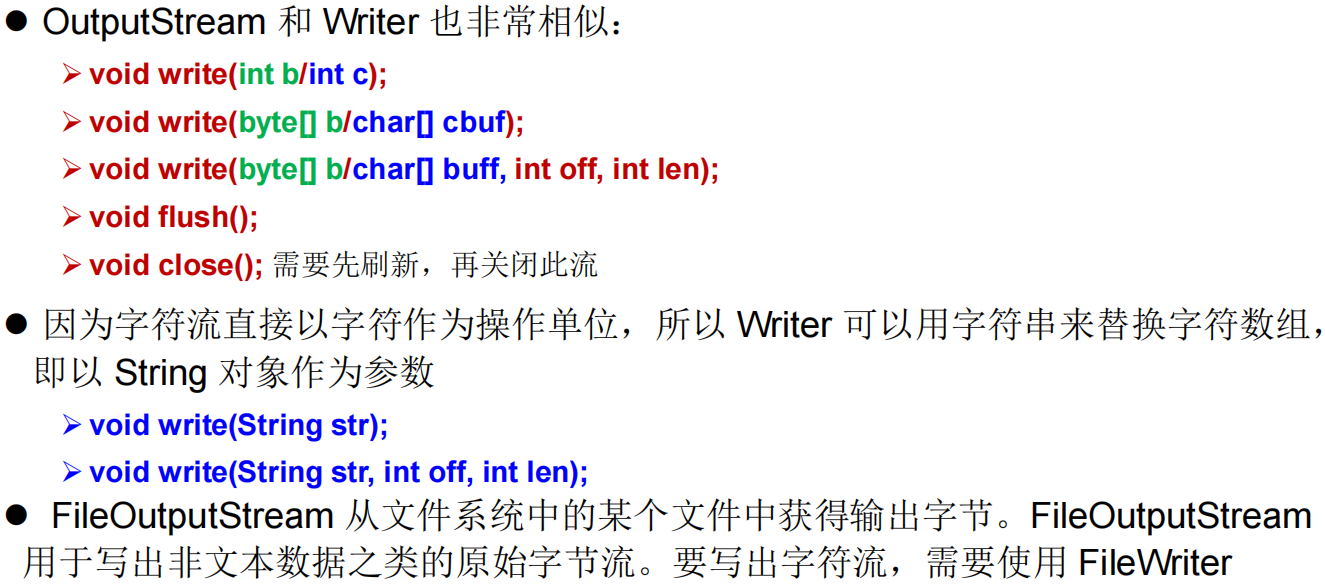 ● OutputStream 和 Writer 也非常相似：
➢ void write(int b/int c);
➢ void write(byte[] b/char[] cbuf);
➢ void write(byte[] b/char[] buff, int off, int len);
➢ void flush();
➢ void close(); 需要先刷新，再关闭此流
● 因为字符流直接以字符作为操作单位，所以 Writer 可以用字符串来替换字符数组，
即以 String 对象作为参数
➢ void write(String str);
➢ void write(String str, int off, int len);
● FileOutputStream 从文件系统中的某个文件中获得输出字节。FileOutputStream
用于写出非文本数据之类的原始字节流。要写出字符流，需要使用 FileWriter